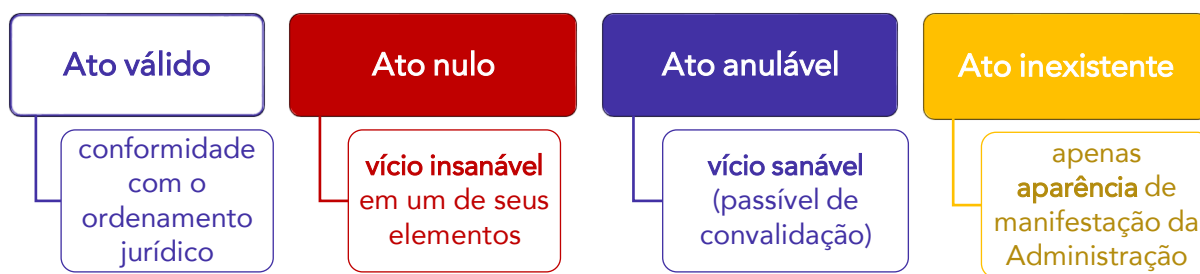 Ato válido
conformidade
com o
ordenamento
jurídico
Ato nulo
vício insanável
em um de seus
elementos
Ato anulável
vício sanável
(passível de
convalidação)
Ato inexistente
apenas
aparência de
manifestação da
Administração